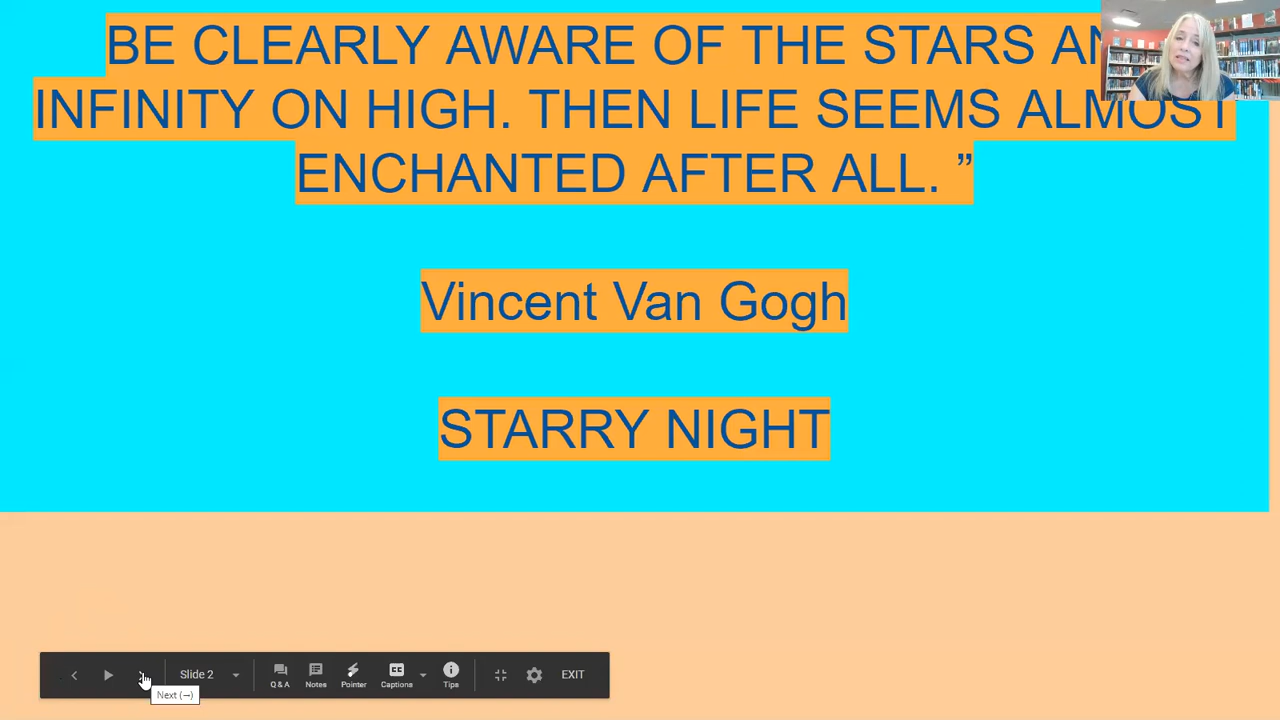 BE CLEARLY AWARE OF THE STARS
INFINITY ON HIGH. THEN LIFE SEEMS ALMOST
ENCHANTED AFTER ALL. ”
Vincent Van Gogh
STARRY NIGHT
Slide 2
Q & A
Notes
Pointer
Captions
Tips
EXIT
Next (→)